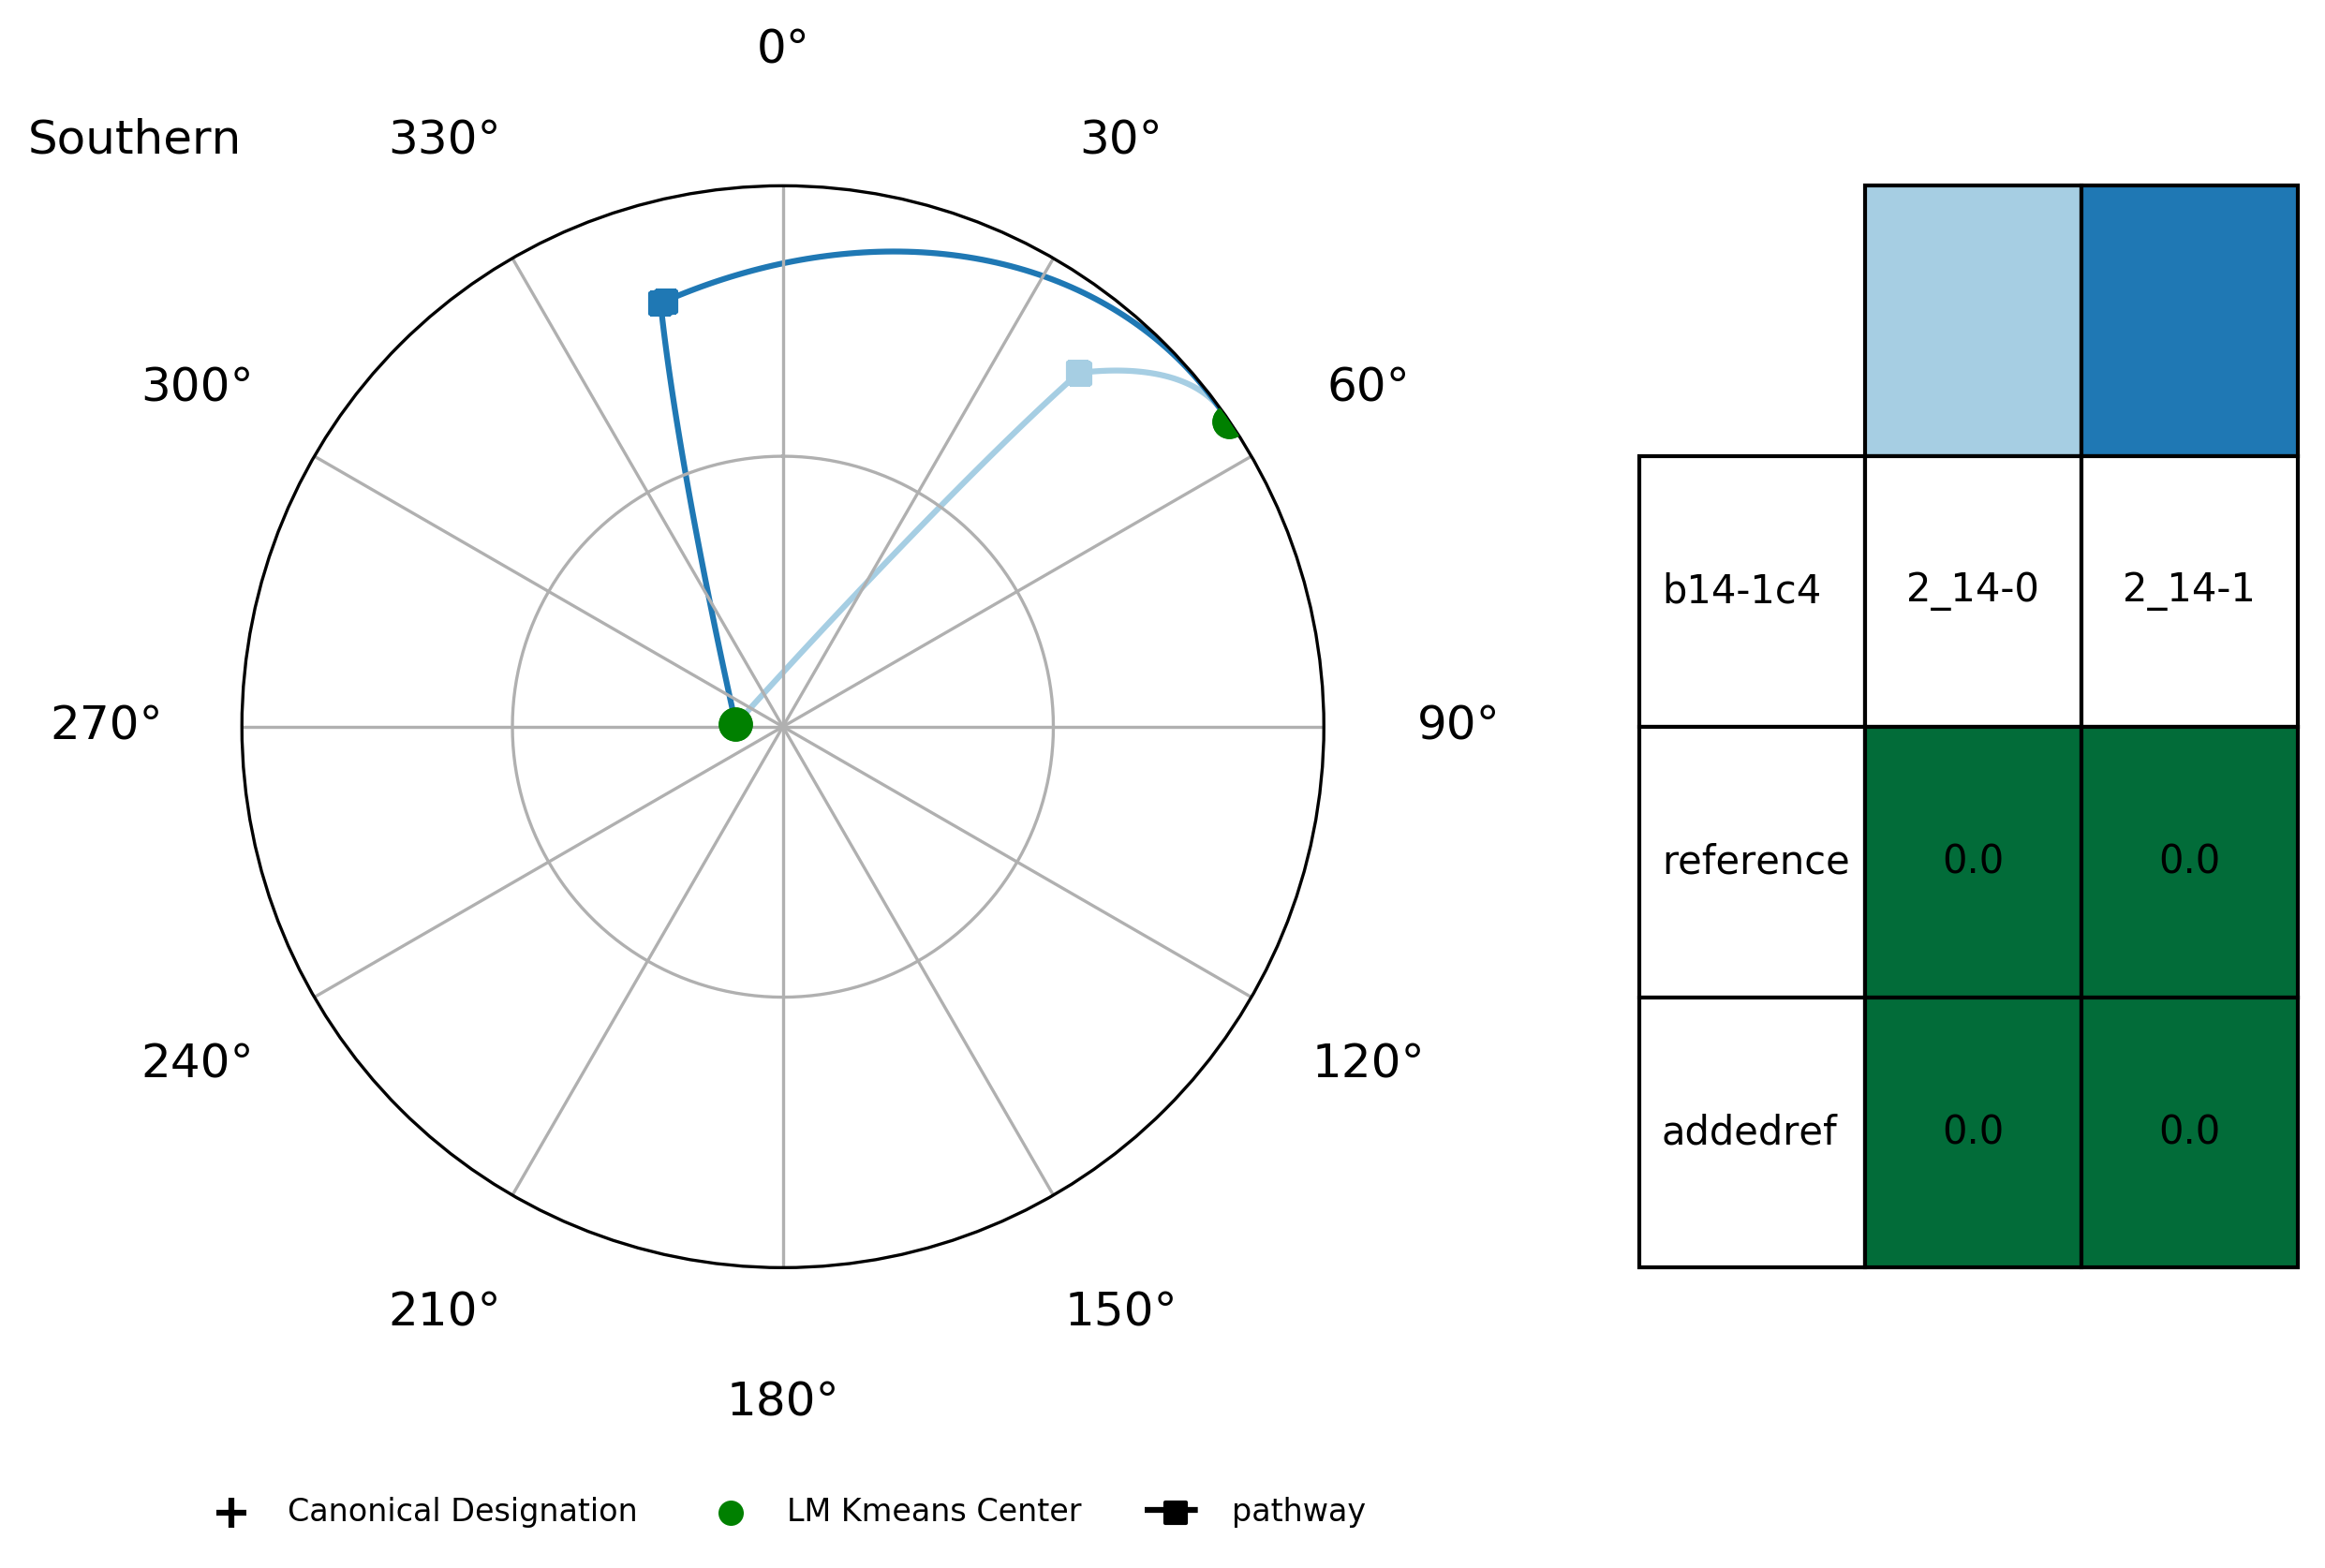 0°
Southern 330° 30°
300° 60°
270° 90°
240° 120°
210° 150°
180°
b14-1c4 2_14-0 2_14-1
reference 0.0 0.0
addedref 0.0 0.0
Canonical Designation LM Kmeans Center pathway